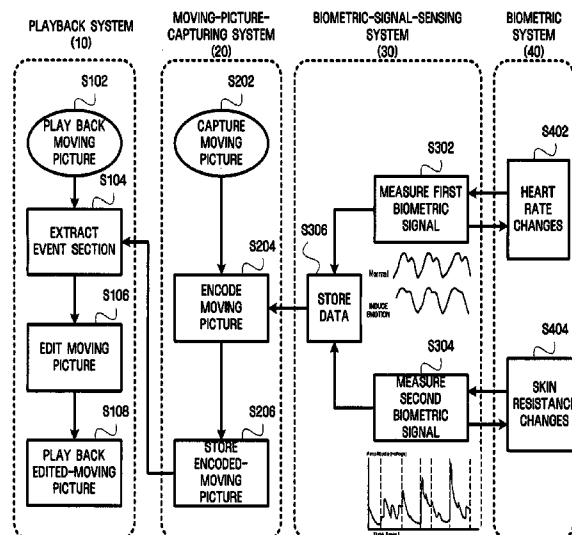 PLAYBACK SYSTEM
(10)
MOVING-PICTURE-
CAPTURING SYSTEM
(20)
BIOMETRIC-SIGNAL-SENSING
SYSTEM
(30)
BIOMETRIC
SYSTEM
(40)
S102
PLAY BACK
MOVING
PICTURE
S104
EXTRACT
EVENT SECTION
S106
EDIT MOVING
PICTURE
S108
PLAY BACK
EDITED-MOVING
PICTURE
S202
CAPTURE
MOVING
PICTURE
S204
ENCODE
MOVING
PICTURE
S206
STORE
ENCODED-
MOVING
PICTURE
S302
MEASURE FIRST
BIOMETRIC
SIGNAL
S306
STORE
DATA
Normal
INDUCE
EMOTION
S304
MEASURE
SECOND
BIOMETRIC
SIGNAL
S402
HEART
RATE
CHANGES
S404
SKIN
RESISTANCE
CHANGES